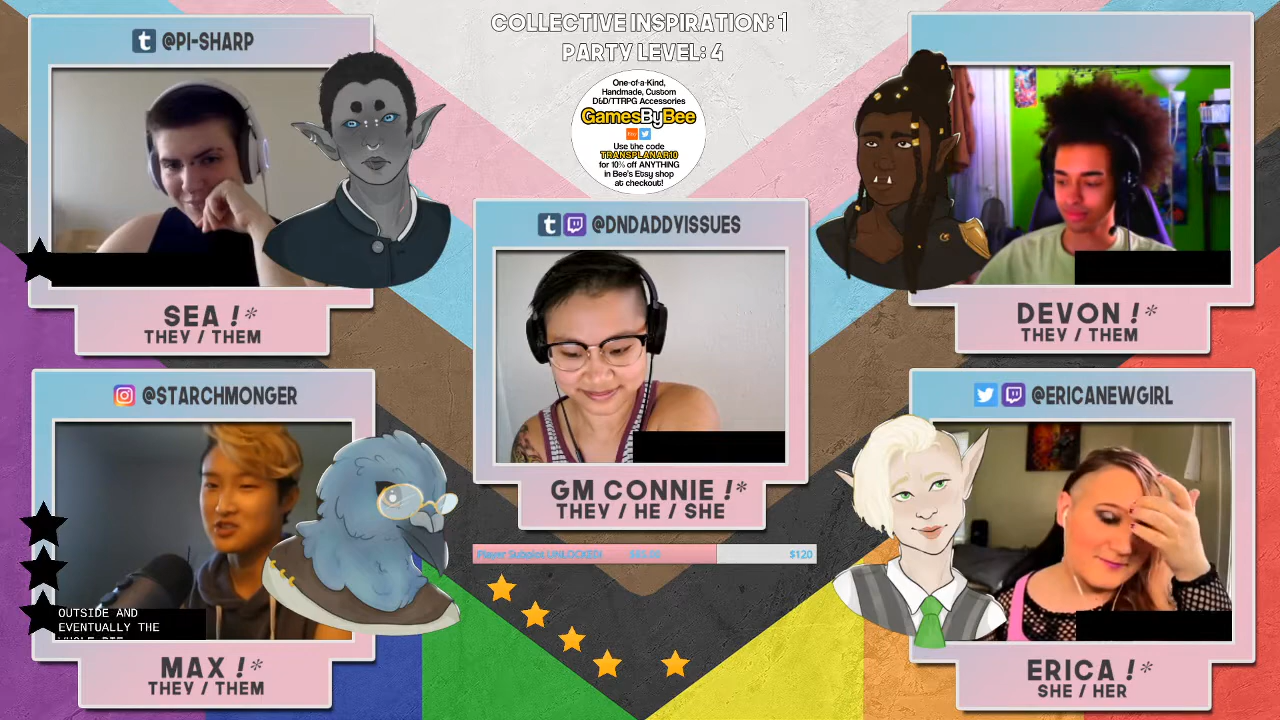 COLLECTIVE INSPIRATION: 1
PARTY LEVEL: 4
One-of-a-Kind,
Handmade, Custom
D&D/TTRPG Accessories
GamesByBee
Use the code
TRANSPLANAR10
for 10% off ANYTHING
in Bee's Etsy shop
at checkout!
@PI-SHARP
SEA !*
THEY / THEM
@DNDADDYISSUES
GM CONNIE !*
THEY / HE / SHE
DEVON !*
THEY / THEM
@STARCHMONGER
OUTSIDE AND
EVENTUALLY THE
MAX !*
THEY / THEM
Player Subplot UNLOCKED!
$120
@ERICANEWGIRL
ERICA !*
SHE / HER